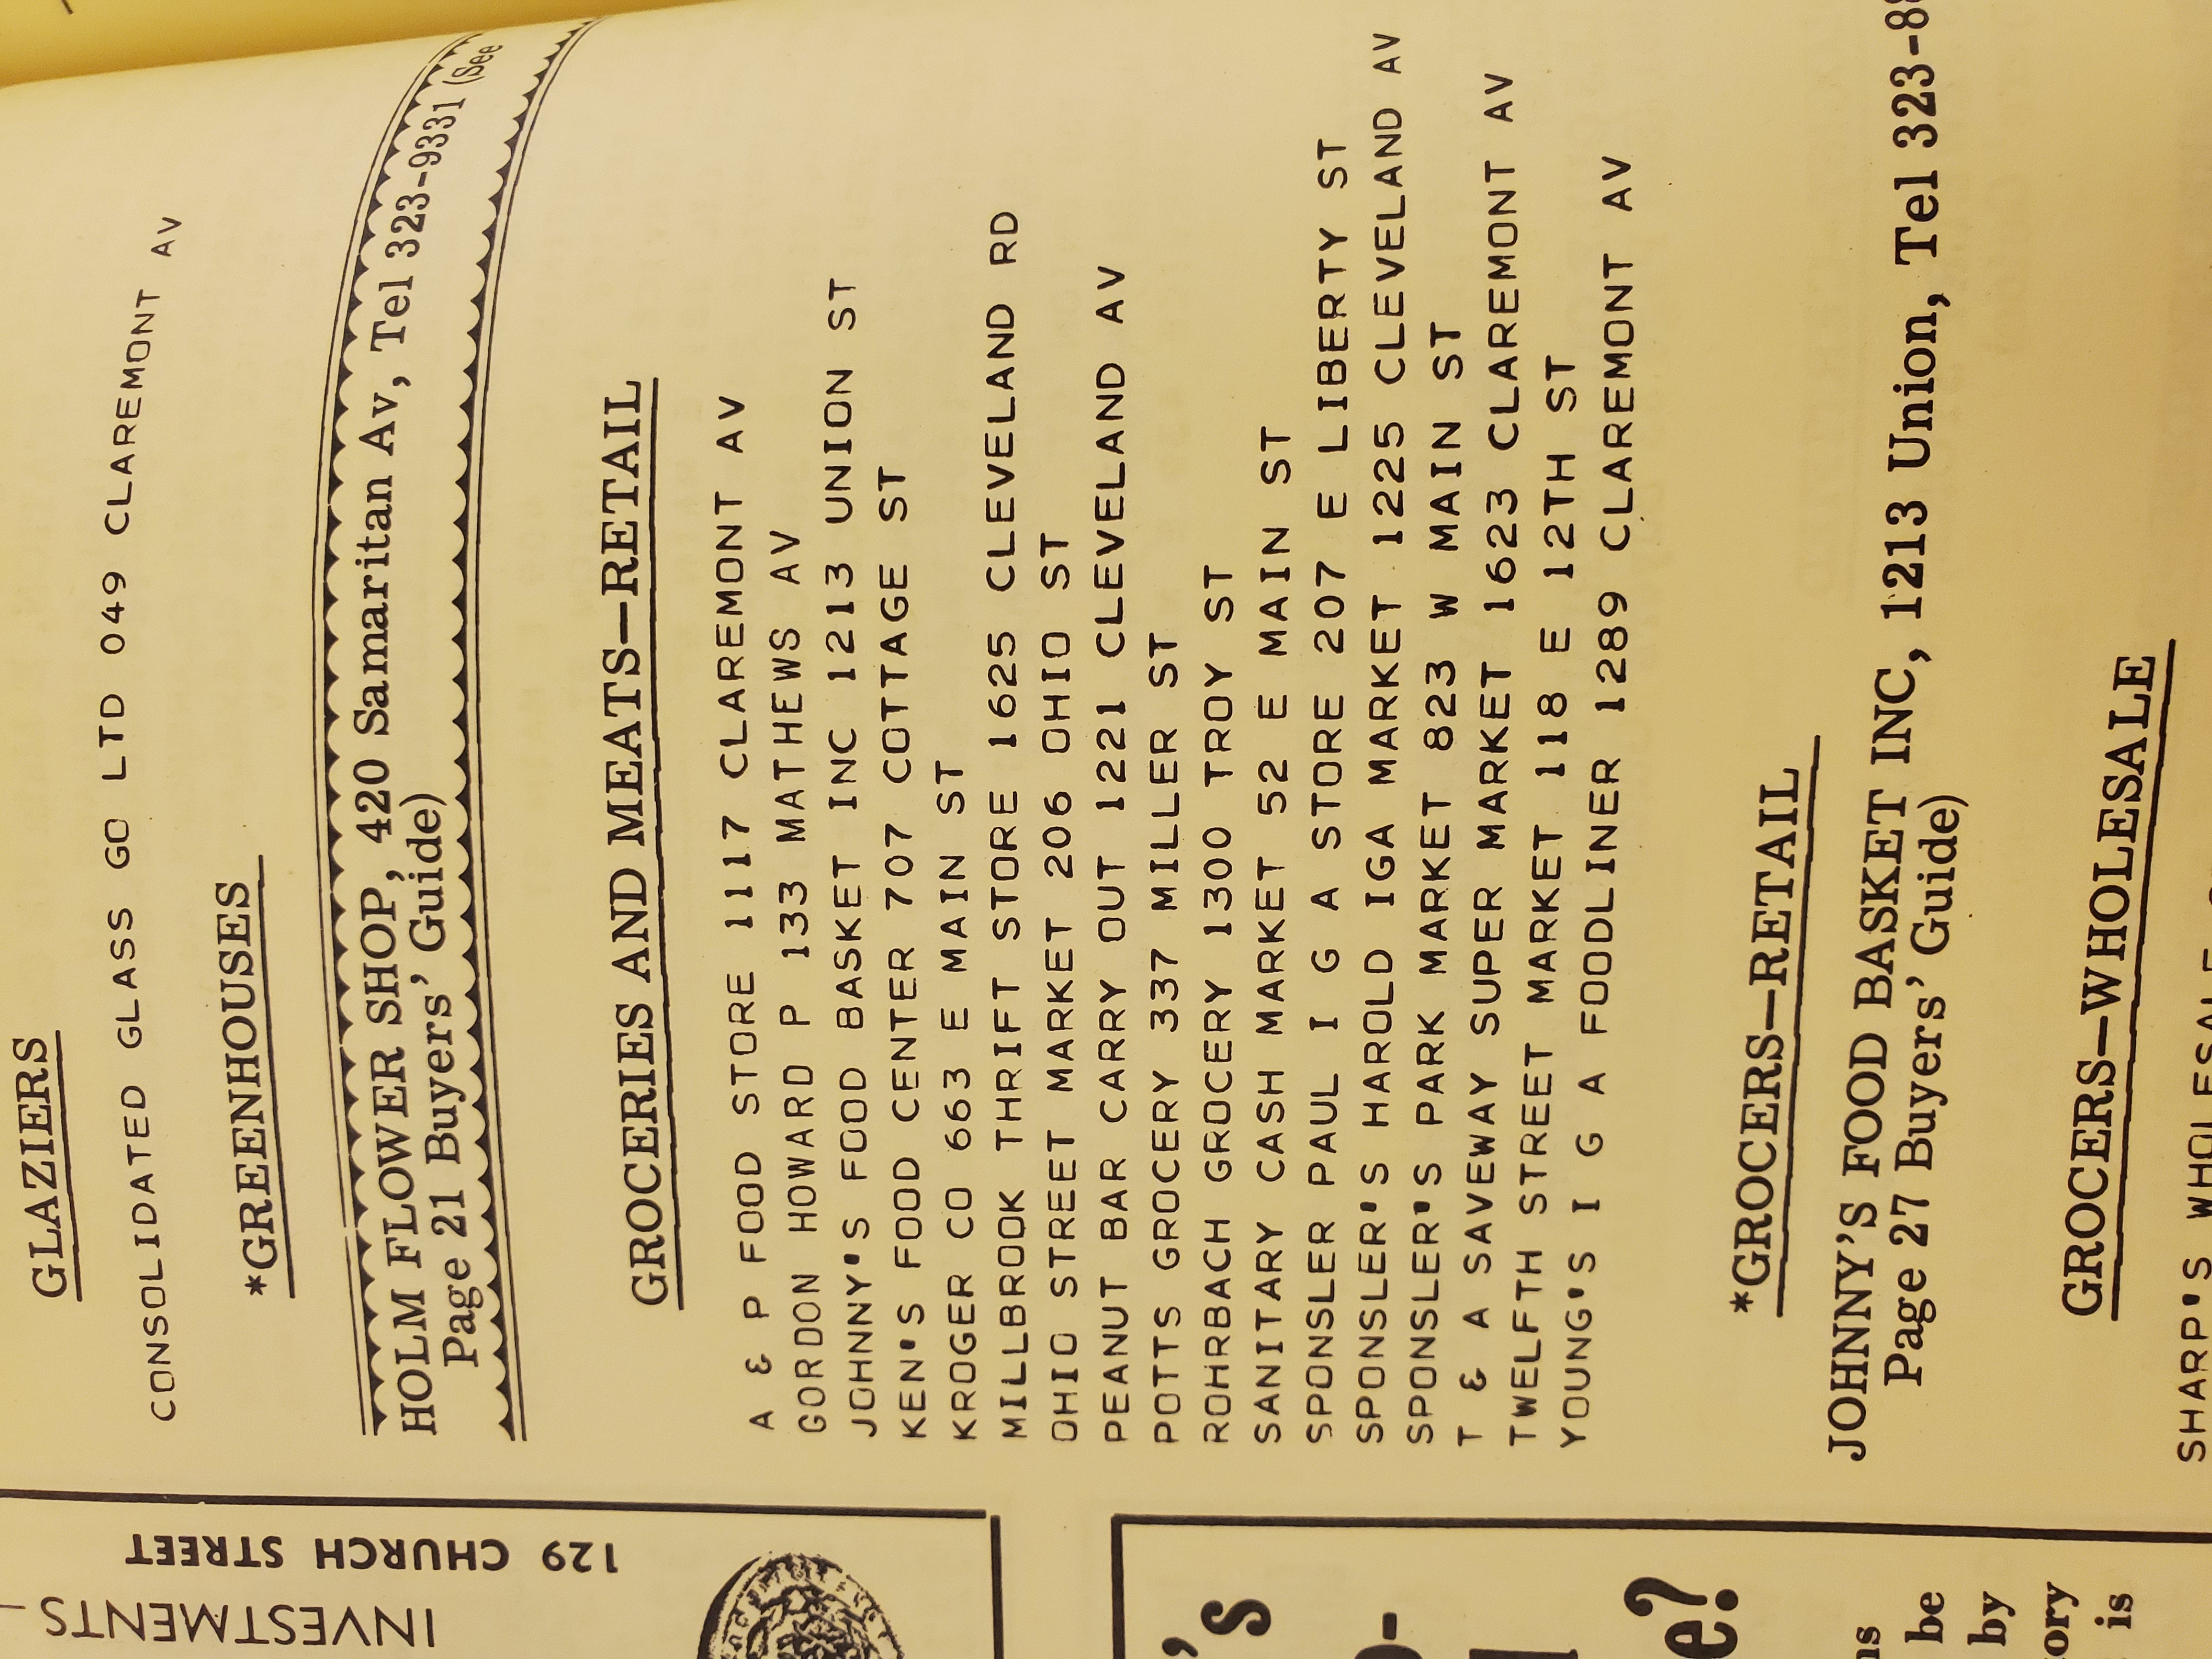 GLAZIERS
CONSOLIDATED GLASS GO LTD 049 CLAREMONT AV
*GREENHOUSES
HOLM FLOWER SHOP, 420 Samaritan Av, Tel 323-9331 (See
Page 21 Buyers' Guide)
GROCERIES AND MEATS—RETAIL
A & P FOOD STORE 1117 CLAREMONT AV
GORDON HOWARD P 133 MATHEWS AV
JOHNNY'S FOOD BASKET INC 1213 UNION ST
KEN'S FOOD CENTER 707 COTTAGE ST
KROGER CO 663 E MAIN ST
MILLBROOK THRIFT STORE 1625 CLEVELAND RD
OHIO STREET MARKET 206 OHIO ST
PEANUT BAR CARRY OUT 1221 CLEVELAND AV
POTTS GROCERY 337 MILLER ST
ROHRBACH GROCERY 1300 TROY ST
SANITARY CASH MARKET 52 E MAIN ST
SPONSLER PAUL I G A STORE 207 E LIBERTY ST
SPONSLER'S HAROLD IGA MARKET 1225 CLEVELAND AV
SPONSLER'S PARK MARKET 823 W MAIN ST
T & A SAVEWAY SUPER MARKET 1623 CLAREMONT AV
TWELFTH STREET MARKET 118 E 12TH ST
YOUNG'S I G A FOODLINER 1289 CLAREMONT AV
*GROCERS—RETAIL
JOHNNY'S FOOD BASKET INC, 1213 Union, Tel 323-88
Page 27 Buyers' Guide)
GROCERS—WHOLESALE
SHARP'S WHOLESALE
129 CHURCH STREET
INVESTMENTS
's
e?
be
by
is